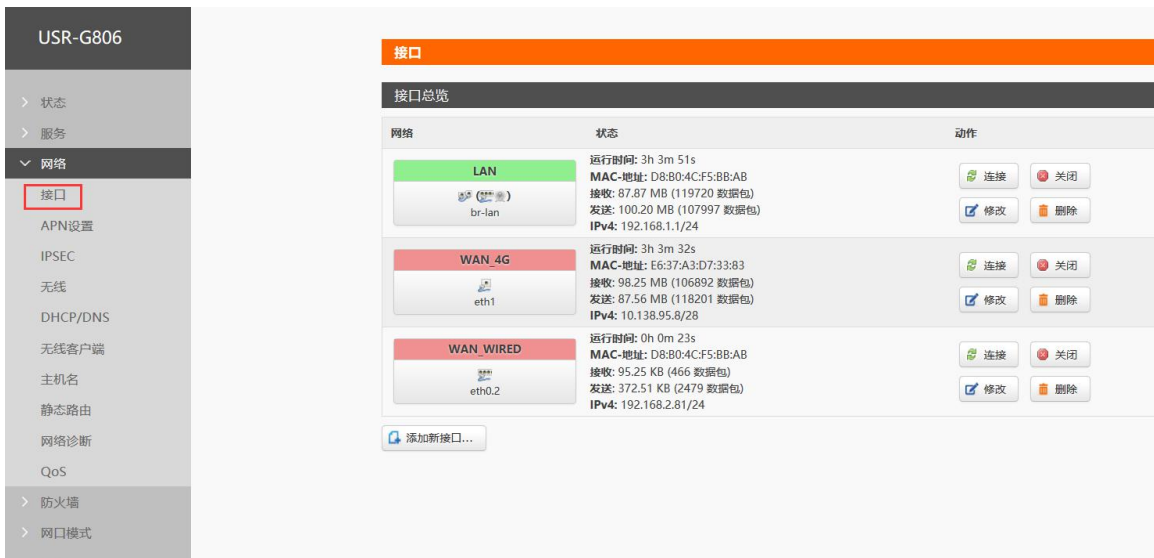 USR-G806
状态
服务
网络
接口
APN设置
IPSEC
无线
DHCP/DNS
无线客户端
主机名
静态路由
网络诊断
QoS
防火墙
网口模式
接口
接口总览
网络 状态 动作
LAN
br-lan
运行时间: 3h 3m 51s
MAC-地址: D8:B0:4C:F5:BB:AB
接收: 87.87 MB (119720 数据包)
发送: 100.20 MB (107997 数据包)
IPv4: 192.168.1.1/24
连接 关闭
修改 删除
WAN_4G
eth1
运行时间: 3h 3m 32s
MAC-地址: E6:37:A3:D7:33:83
接收: 98.25 MB (106892 数据包)
发送: 87.56 MB (118201 数据包)
IPv4: 10.138.95.8/28
连接 关闭
修改 删除
WAN_WIRED
eth0.2
运行时间: 0h 0m 23s
MAC-地址: D8:B0:4C:F5:BB:AB
接收: 95.25 KB (466 数据包)
发送: 372.51 KB (2479 数据包)
IPv4: 192.168.2.81/24
连接 关闭
修改 删除
添加新接口...